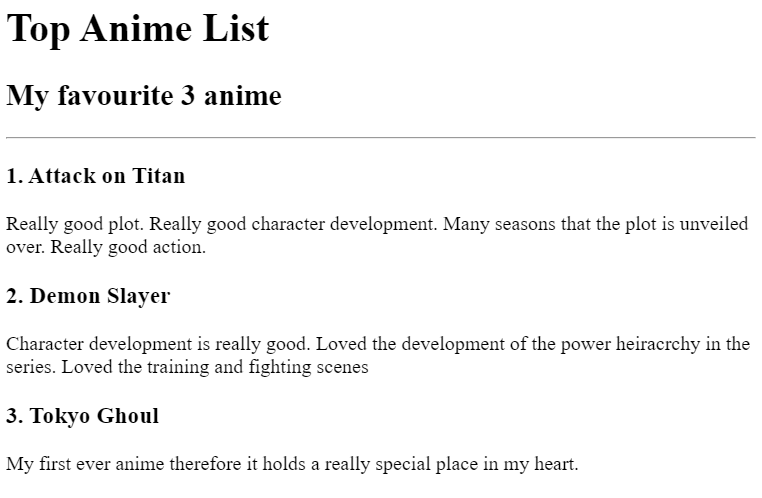 Top Anime List
My favourite 3 anime
1. Attack on Titan
Really good plot. Really good character development. Many seasons that the plot is unveiled
over. Really good action.
2. Demon Slayer
Character development is really good. Loved the development of the power heiracrchy in the
series. Loved the training and fighting scenes
3. Tokyo Ghoul
My first ever anime therefore it holds a really special place in my heart.